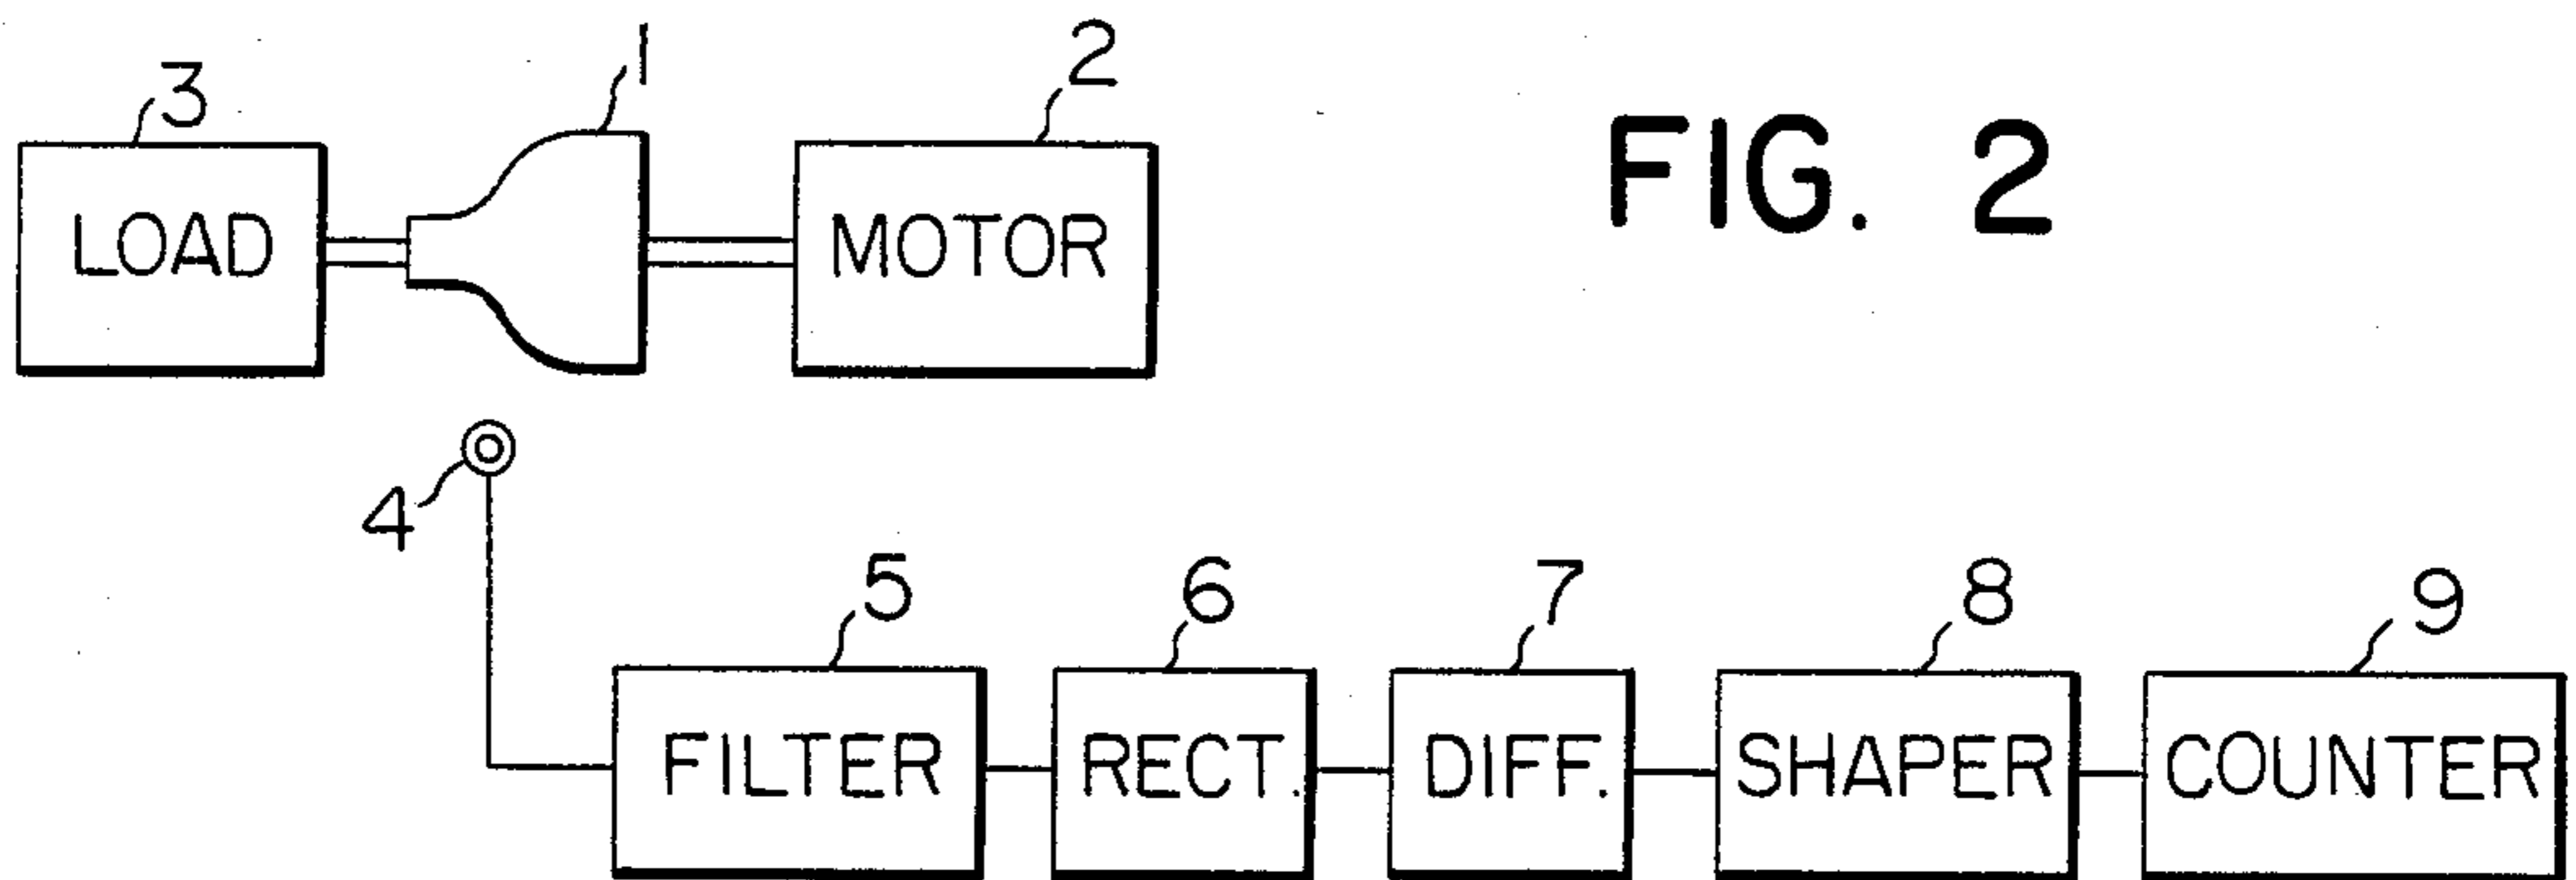 3
1
2
FIG. 2
LOAD
MOTOR
4
5
6
7
8
9
FILTER
RECT.
DIFF.
SHAPER
COUNTER